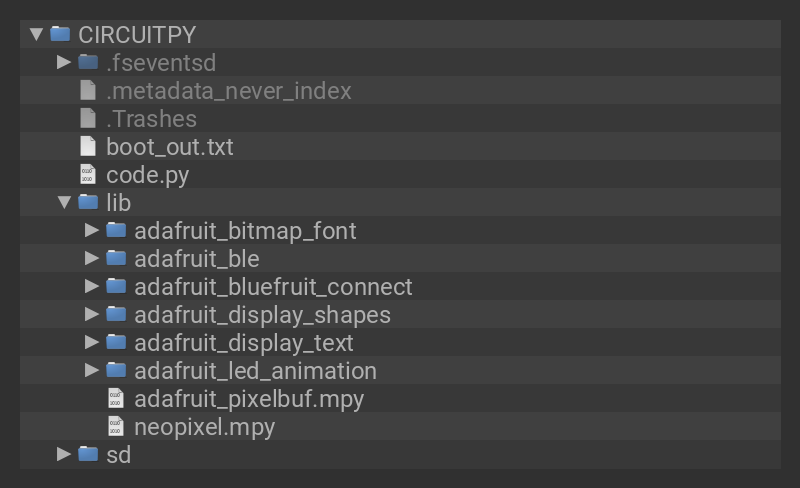 CIRCUITPY
.fseventsd
.metadata_never_index
.Trashes
boot_out.txt
code.py
lib
adafruit_bitmap_font
adafruit_ble
adafruit_bluefruit_connect
adafruit_display_shapes
adafruit_display_text
adafruit_led_animation
adafruit_pixelbuf.mpy
neopixel.mpy
sd